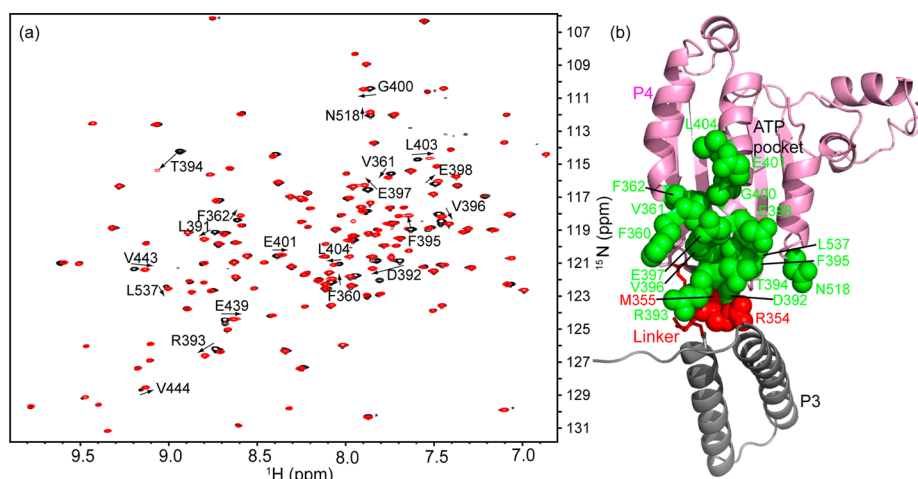 (a)
G400
N518
L403
V361
E398
T394
E397
V396
F362
L391
F395
E401
L404
V443
D392
L537
F360
E439
R393
V444
107
109
111
113
115
117
119
121
123
125
127
129
131
9.5 9.0 8.5 8.0 7.5 7.0
¹H (ppm)
¹⁵N (ppm)
(b)
P4
L404
ATP
pocket
E401
F362
G400
V361
E398
F360
L537
E397
F395
V396
T394
N518
M355
D392
R393
R354
Linker
P3